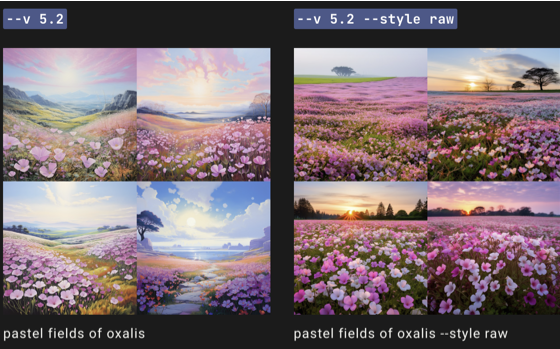 --v 5.2
--v 5.2 --style raw
pastel fields of oxalis
pastel fields of oxalis --style raw